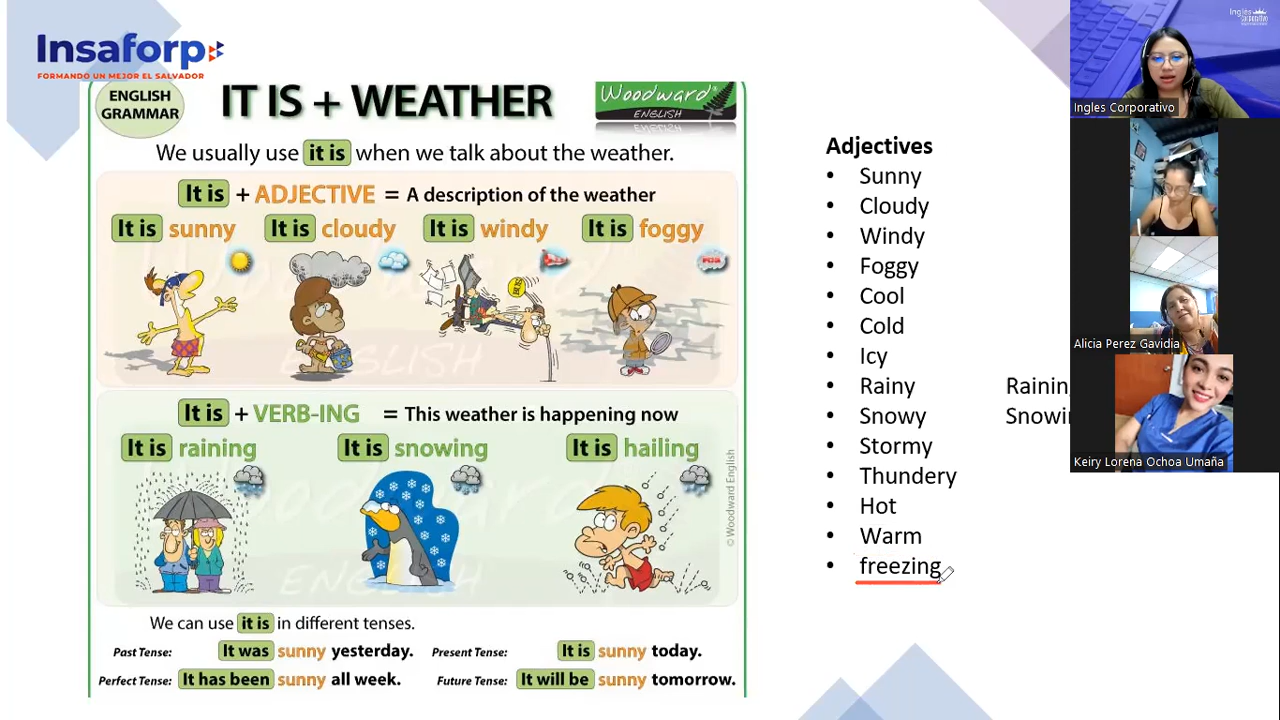 Insaforp
FORMANDO UN MEJOR EL SALVADOR
ENGLISH
GRAMMAR
IT IS + WEATHER
Woodward
ENGLISH
We usually use it is when we talk about the weather.
It is + ADJECTIVE = A description of the weather
It is sunny It is cloudy It is windy It is foggy
It is + VERB-ING = This weather is happening now
It is raining It is snowing It is hailing
© Woodward English
We can use it is in different tenses.
Past Tense: It was sunny yesterday. Present Tense: It is sunny today.
Perfect Tense: It has been sunny all week. Future Tense: It will be sunny tomorrow.
Adjectives
• Sunny
• Cloudy
• Windy
• Foggy
• Cool
• Cold
• Icy
• Rainy Rainin
• Snowy Snowin
• Stormy
• Thundery
• Hot
• Warm
• freezing
Ingles Corporativo
Alicia Perez Gavidia
Keiry Lorena Ochoa Umaña